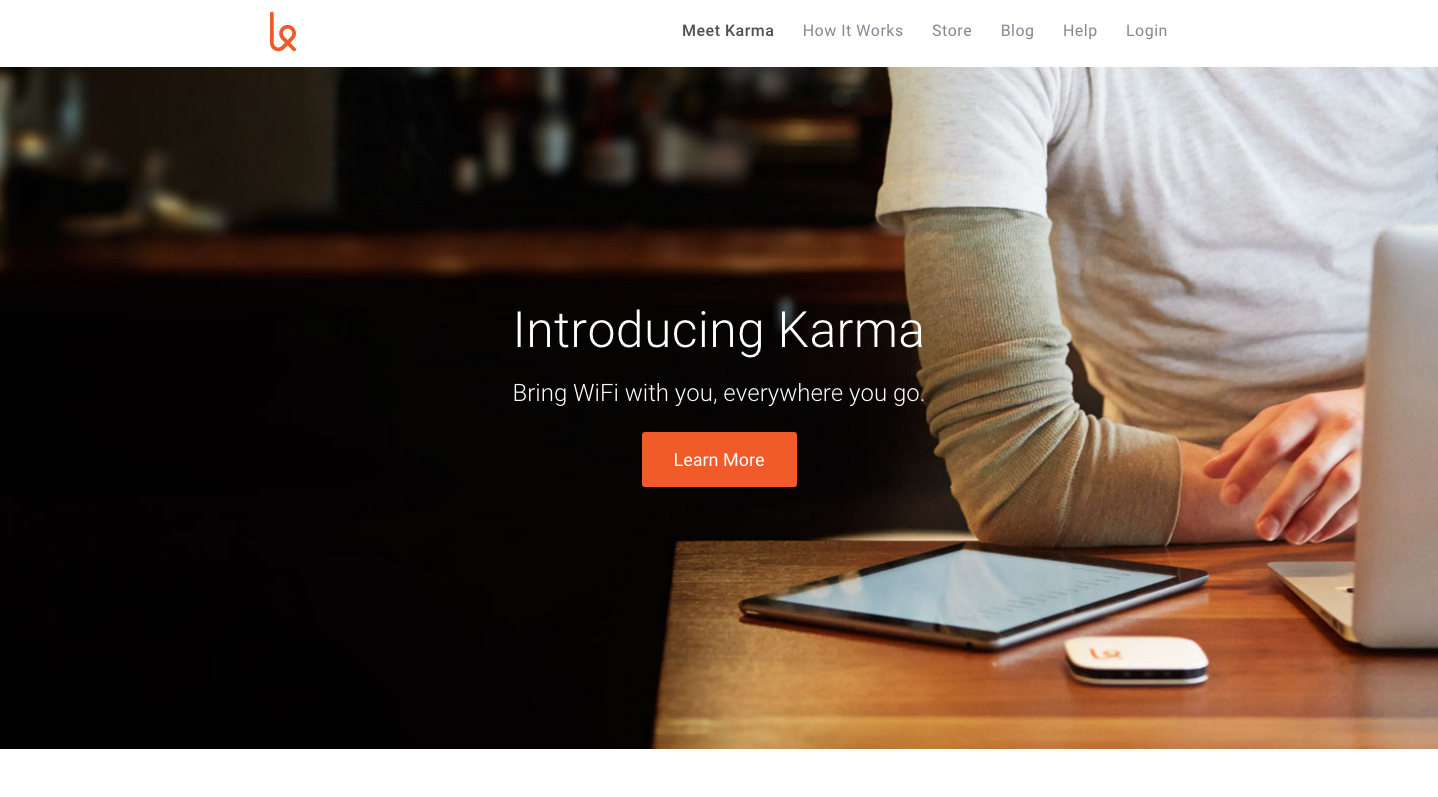 Meet Karma How It Works Store Blog Help Login
Introducing Karma
Bring WiFi with you, everywhere you go.
Learn More